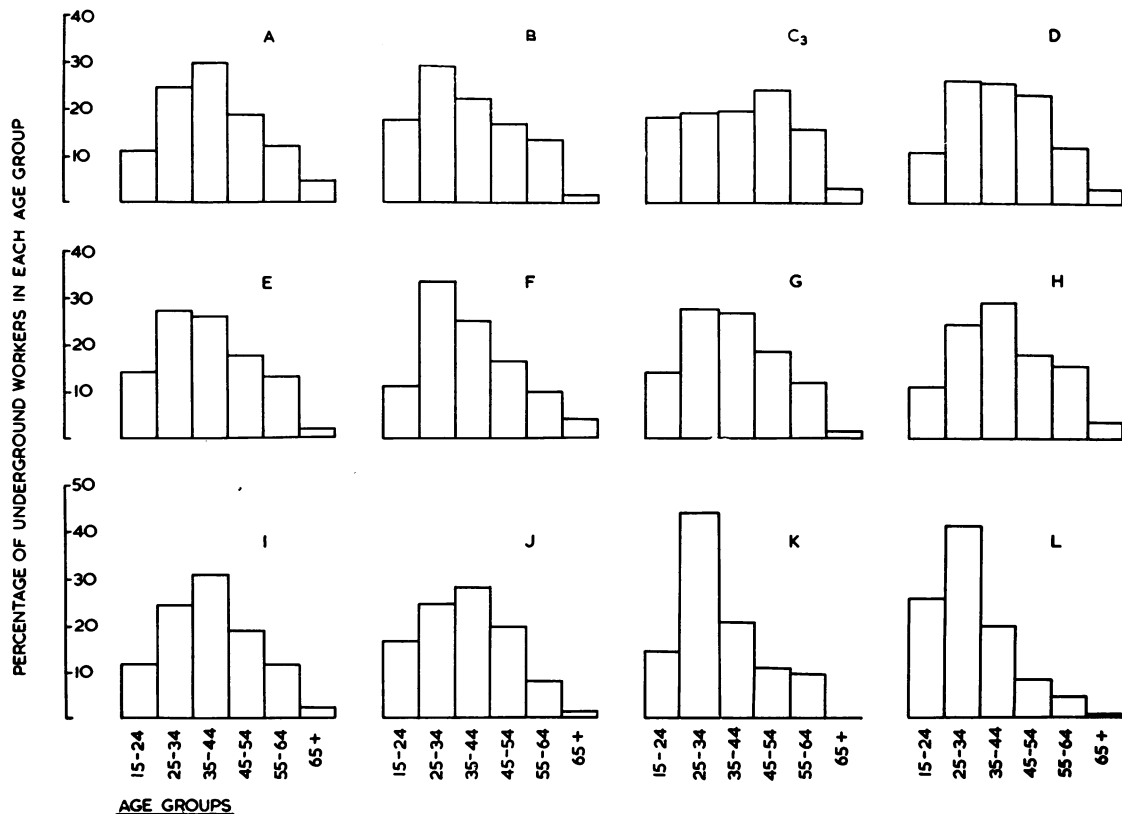 PERCENTAGE OF UNDERGROUND WORKERS IN EACH AGE GROUP
40
30
20
10
A
B
C3
D
40
30
20
10
E
F
G
H
50
40
30
20
10
I
J
K
L
15-24 25-34 35-44 45-54 55-64 65+
15-24 25-34 35-44 45-54 55-64 65+
15-24 25-34 35-44 45-54 55-64 65+
15-24 25-34 35-44 45-54 55-64 65+
AGE GROUPS